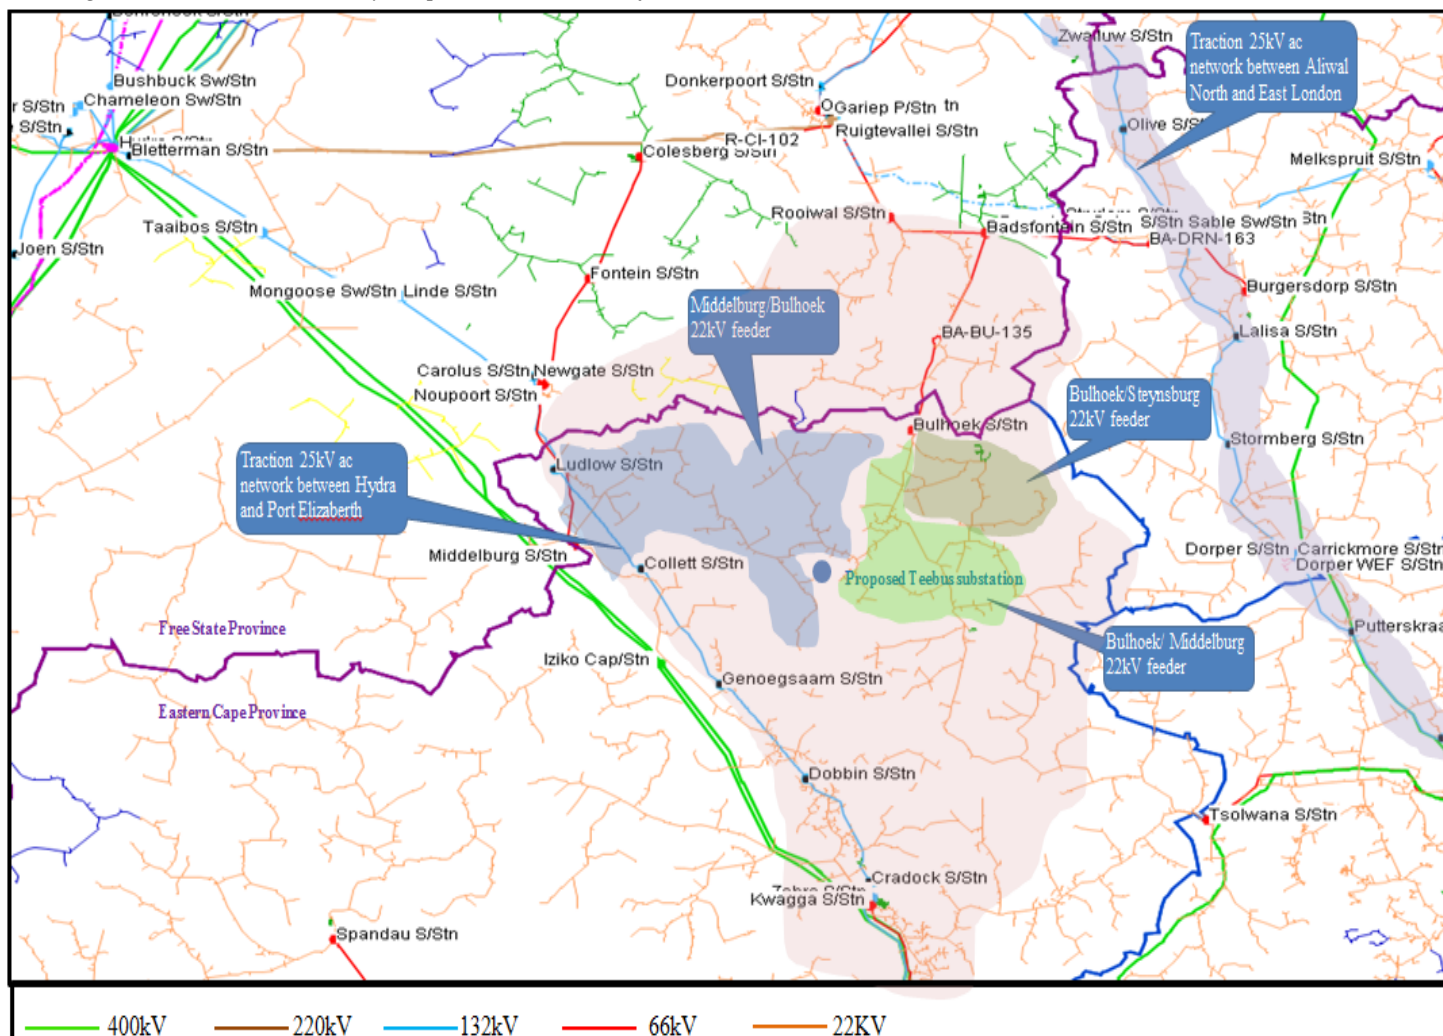 Bushbuck Sw/Stn
Chameleon Sw/Stn
Bletterman S/Stn
Joen S/Stn
Taaibos S/Stn
Mongoose Sw/Stn Linde S/Stn
Donkerpoort S/Stn
Gariep P/Stn
Ruigtevallei S/Stn
R-CI-102
Colesberg S/Stn
Fontein S/Stn
Rooiwal S/Stn
Badsfontein S/Stn
S/Stn Sable Sw/Stn
BA-DRN-163
Zwalluw S/Stn
Olive S/Stn
Melkspruit S/Stn
Traction 25kV ac
network between Aliwal
North and East London
Burgersdorp S/Stn
Lalisa S/Stn
Middelburg/Bulhoek
22kV feeder
BA-BU-135
Carolus S/Stn Newgate S/Stn
Noupoort S/Stn
Bulhoek/Steynsburg
22kV feeder
Bulhoek S/Stn
Stormberg S/Stn
Traction 25kV ac
network between Hydra
and Port Elizaberth
Ludlow S/Stn
Middelburg S/Stn
Collett S/Stn
Proposed Teebus substation
Dorper S/Stn Carrickmore S/Stn
Dorper WEF S/Stn
Free State Province
Eastern Cape Province
Iziko Cap/Stn
Genoegsaam S/Stn
Bulhoek/ Middelburg
22kV feeder
Putterskraa
Dobbin S/Stn
Tsolwana S/Stn
Cradock S/Stn
Kwagga S/Stn
Spandau S/Stn
400kV 220kV 132kV 66kV 22KV